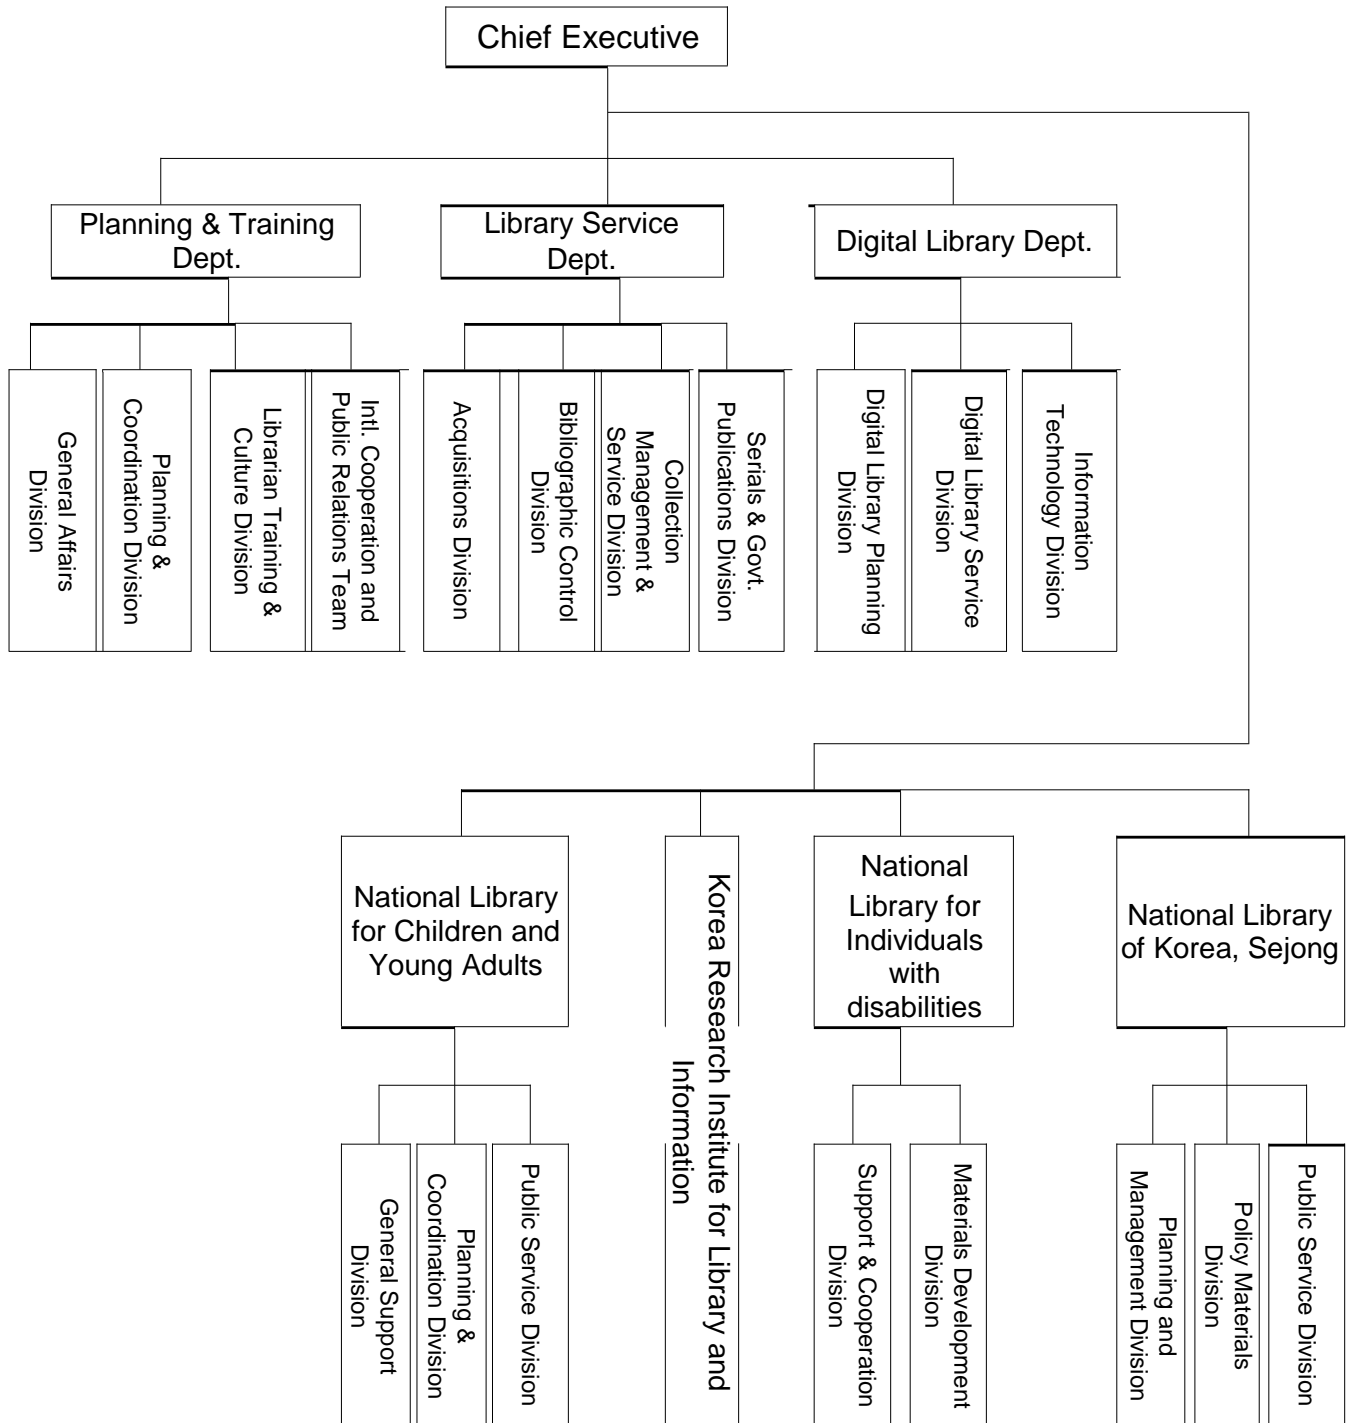 Chief Executive
Planning & Training
Dept.
Library Service
Dept.
Digital Library Dept.
General Affairs
Division
Planning &
Coordination Division
Librarian Training &
Culture Division
Intl. Cooperation and
Public Relations Team
Acquisitions Division
Bibliographic Control
Division
Collection
Management &
Service Division
Serials & Govt.
Publications Division
Digital Library Planning
Division
Digital Library Service
Division
Information
Technology Division
National Library
for Children and
Young Adults
Korea Research Institute for Library and
Information
National
Library for
Individuals
with
disabilities
National Library
of Korea, Sejong
General Support
Division
Planning &
Coordination Division
Public Service Division
Support & Cooperation
Division
Materials Development
Division
Planning and
Management Division
Policy Materials
Division
Public Service Division